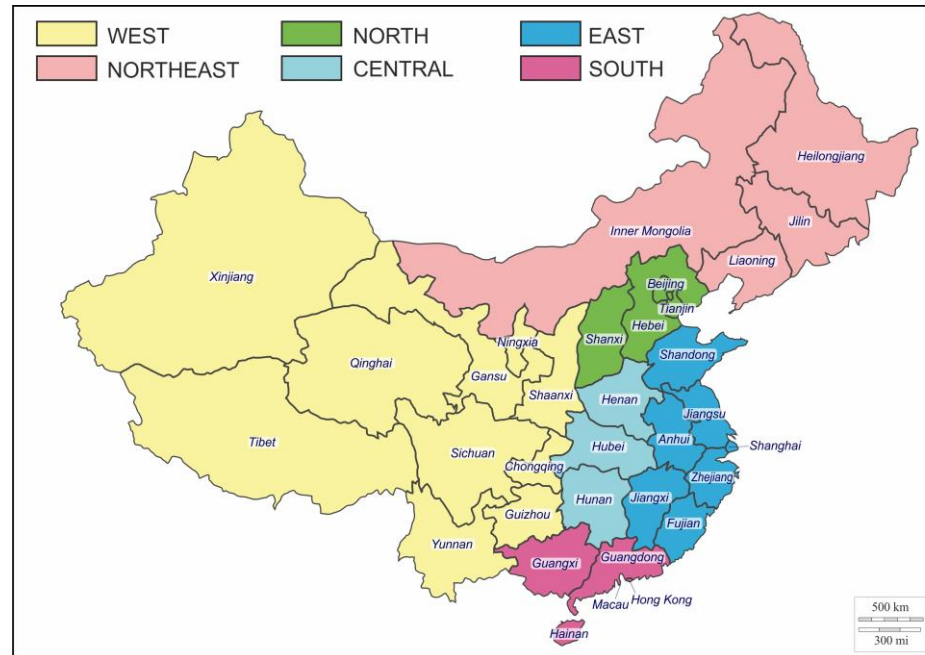 WEST
NORTH
EAST
NORTHEAST
CENTRAL
SOUTH
Heilongjiang
Jilin
Inner Mongolia
Liaoning
Xinjiang
Beijing
Tianjin
Hebei
Shanxi
Ningxia
Shandong
Qinghai
Gansu
Shaanxi
Henan
Jiangsu
Anhui
Tibet
Hubei
Shanghai
Sichuan
Chongqing
Zhejiang
Hunan
Jiangxi
Guizhou
Fujian
Yunnan
Guangxi
Guangdong
Macau
Hong Kong
Hainan
500 km
300 mi